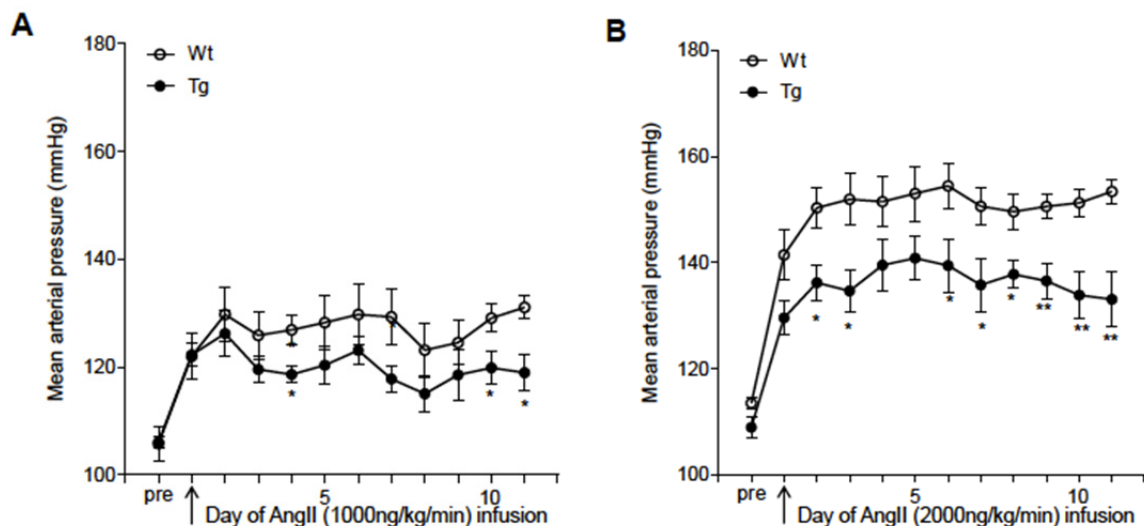 A
180
160
140
120
100
Mean arterial pressure (mmHg)
Wt
Tg
*
*
*
*
*
pre
5
10
Day of AngII (1000ng/kg/min) infusion
B
180
160
140
120
100
Mean arterial pressure (mmHg)
Wt
Tg
*
*
*
*
*
**
**
**
pre
5
10
Day of AngII (2000ng/kg/min) infusion